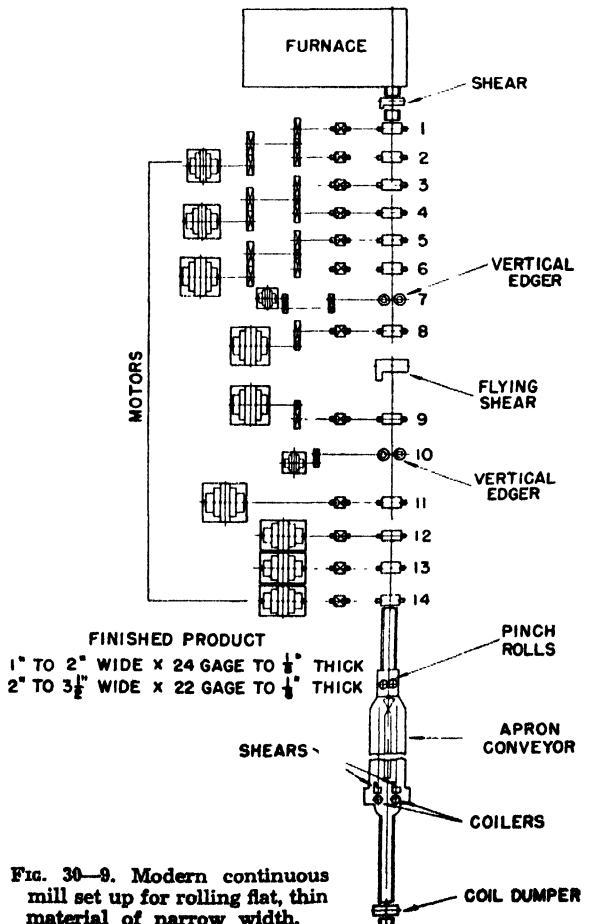 FURNACE
SHEAR
1
2
3
4
5
6
VERTICAL
EDGER
7
8
MOTORS
FLYING
SHEAR
9
10
VERTICAL
EDGER
11
12
13
14
FINISHED PRODUCT
1" TO 2" WIDE X 24 GAGE TO 1/8" THICK
2" TO 3 1/2" WIDE X 22 GAGE TO 1/8" THICK
PINCH
ROLLS
APRON
CONVEYOR
SHEARS
COILERS
COIL DUMPER
FIG. 30—9. Modern continuous
mill set up for rolling flat, thin
material of narrow width.